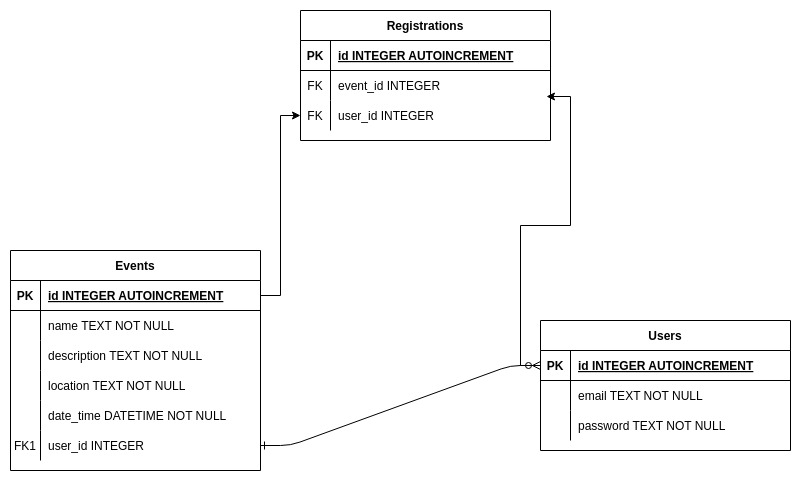 Registrations
PK id INTEGER AUTOINCREMENT
FK event_id INTEGER
FK user_id INTEGER
Events
PK id INTEGER AUTOINCREMENT
name TEXT NOT NULL
description TEXT NOT NULL
location TEXT NOT NULL
date_time DATETIME NOT NULL
FK1 user_id INTEGER
Users
PK id INTEGER AUTOINCREMENT
email TEXT NOT NULL
password TEXT NOT NULL